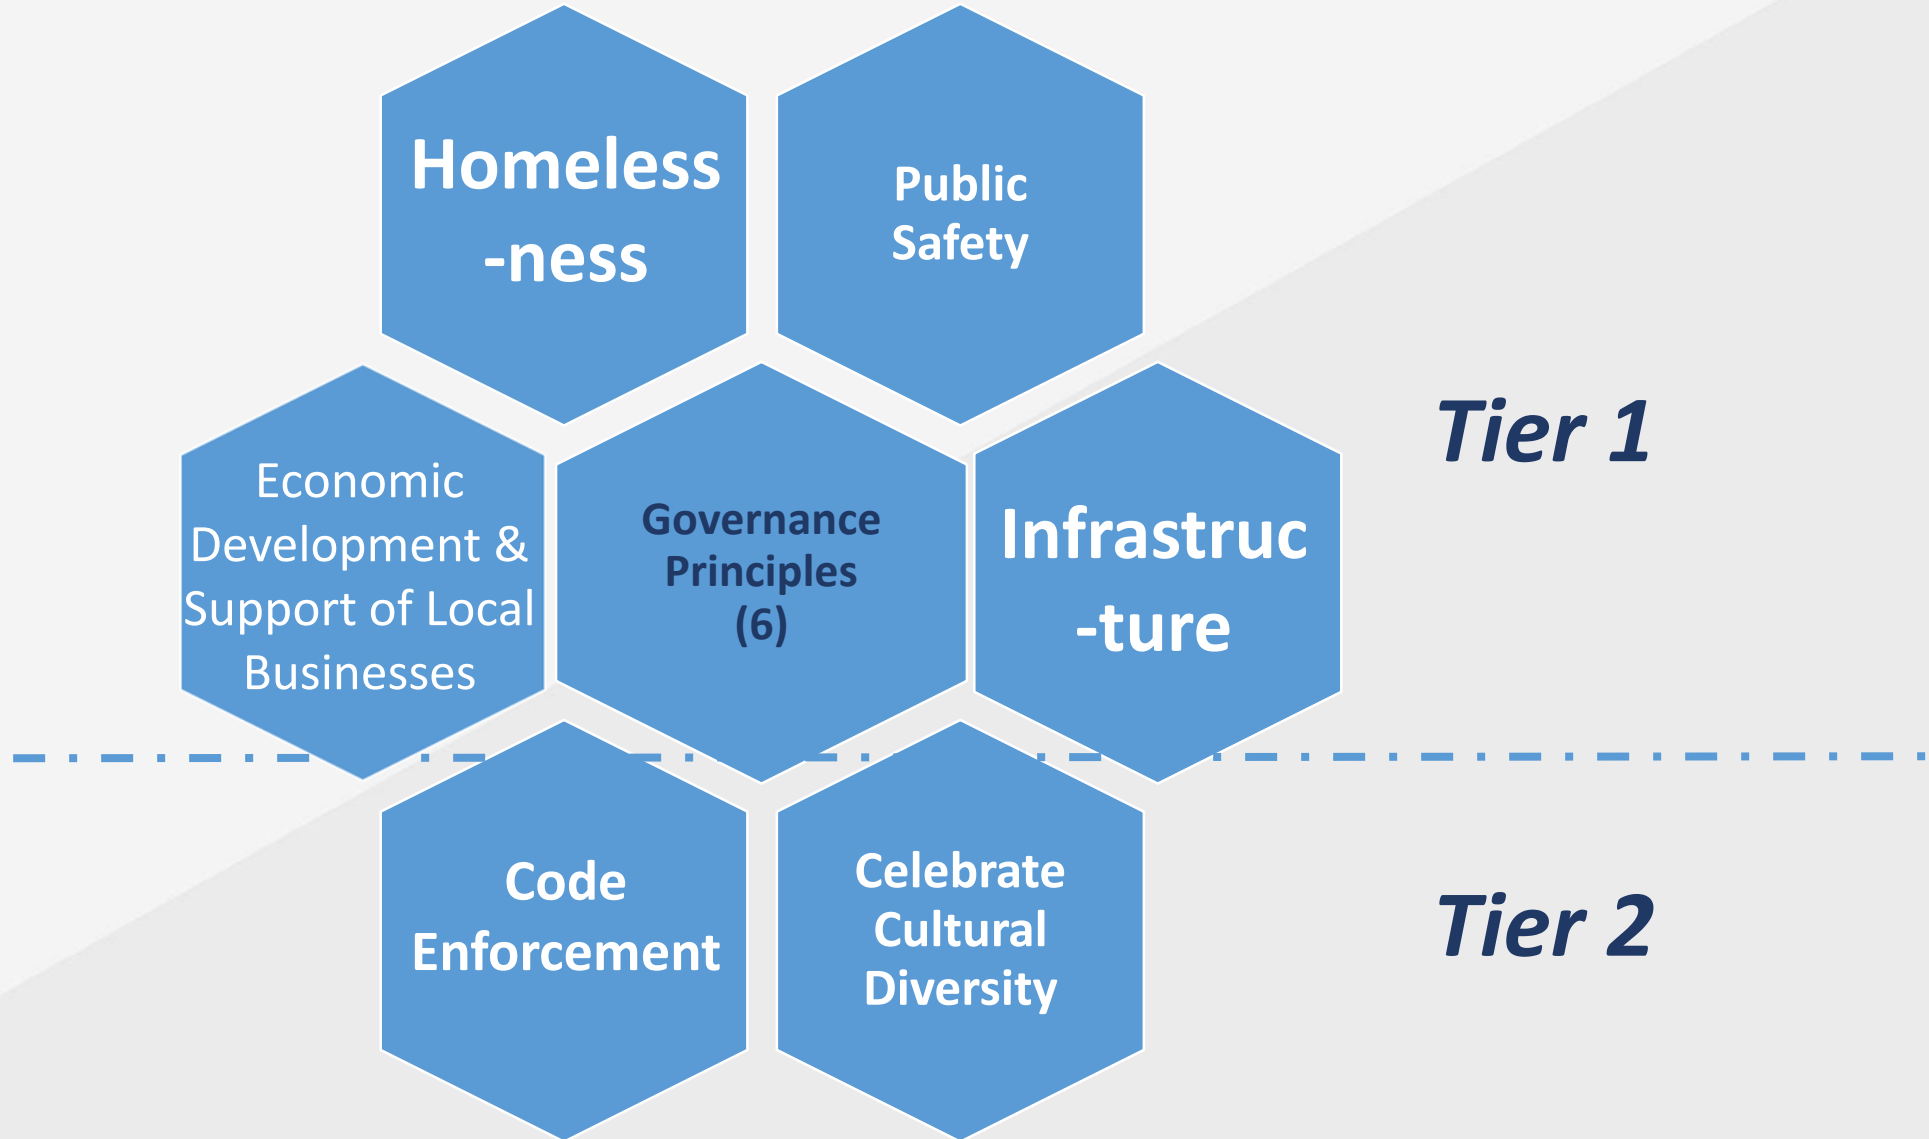 Homeless
-ness
Public
Safety
Economic
Development &
Support of Local
Businesses
Governance
Principles
(6)
Infrastruc
-ture
Tier 1
Code
Enforcement
Celebrate
Cultural
Diversity
Tier 2